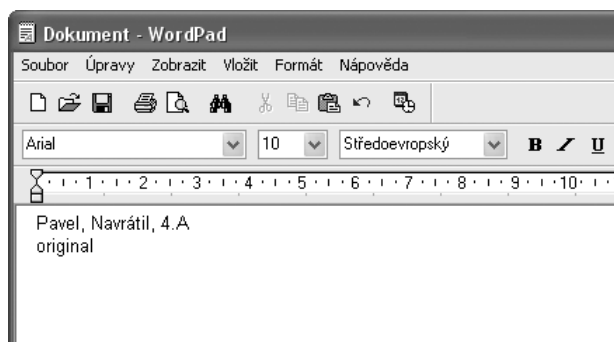 Dokument - WordPad
Soubor Úpravy Zobrazit Vložit Formát Nápověda
Arial 10 Středoevropský B I U
1 2 3 4 5 6 7 8 9 10
Pavel, Navrátil, 4.A
original